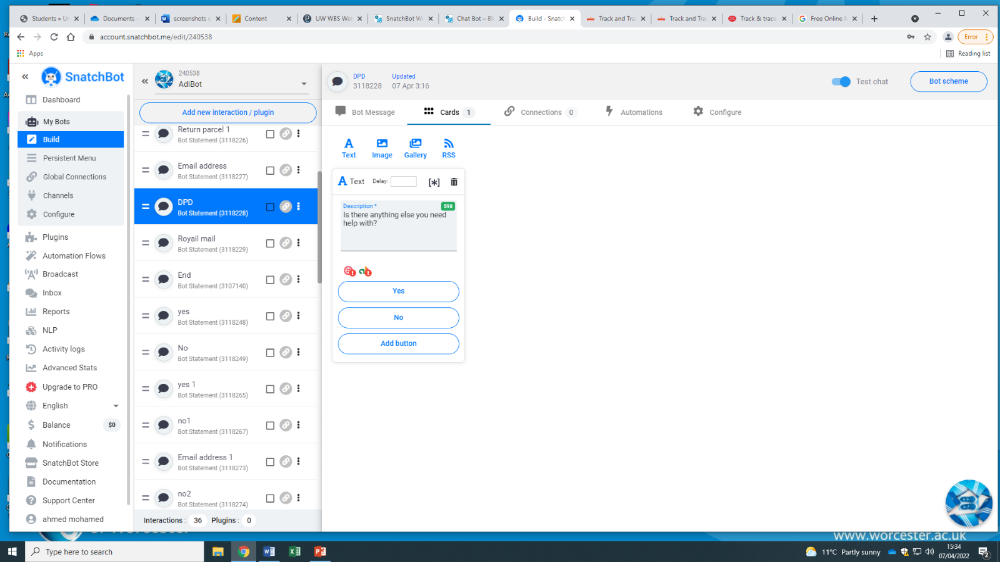 Students » Ur
Documents -
screenshots o
Content
UW WBS Web
SnatchBot We
Chat Bot – BN
Build - Snatch
Track and Tra
Track and Tra
Track & trace
Free Online M
account.snatchbot.me/edit/240538
Error
Apps
Reading list
SnatchBot
Dashboard
My Bots
Build
Persistent Menu
Global Connections
Channels
Configure
Plugins
Automation Flows
Broadcast
Inbox
Reports
NLP
Activity logs
Advanced Stats
Upgrade to PRO
English
Balance
$0
Notifications
SnatchBot Store
Documentation
Support Center
ahmed mohamed
240538
AdiBot
Add new interaction / plugin
Return parcel 1
Bot Statement (3118226)
Email address
Bot Statement (3118227)
DPD
Bot Statement (3118228)
Royail mail
Bot Statement (3118229)
End
Bot Statement (3107140)
yes
Bot Statement (3118248)
No
Bot Statement (3118249)
yes 1
Bot Statement (3118265)
no1
Bot Statement (3118267)
Email address 1
Bot Statement (3118273)
no2
Bot Statement (3118274)
Interactions : 36 Plugins : 0
DPD
3118228
Updated
07 Apr 3:16
Test chat
Bot scheme
Bot Message
Cards 1
Connections 0
Automations
Configure
Text
Image
Gallery
RSS
Text
Delay:
[*]
Description *
598
Is there anything else you need
help with?
Yes
No
Add button
www.worcester.ac.uk
Type here to search
11°C Partly sunny
15:34
07/04/2022
2